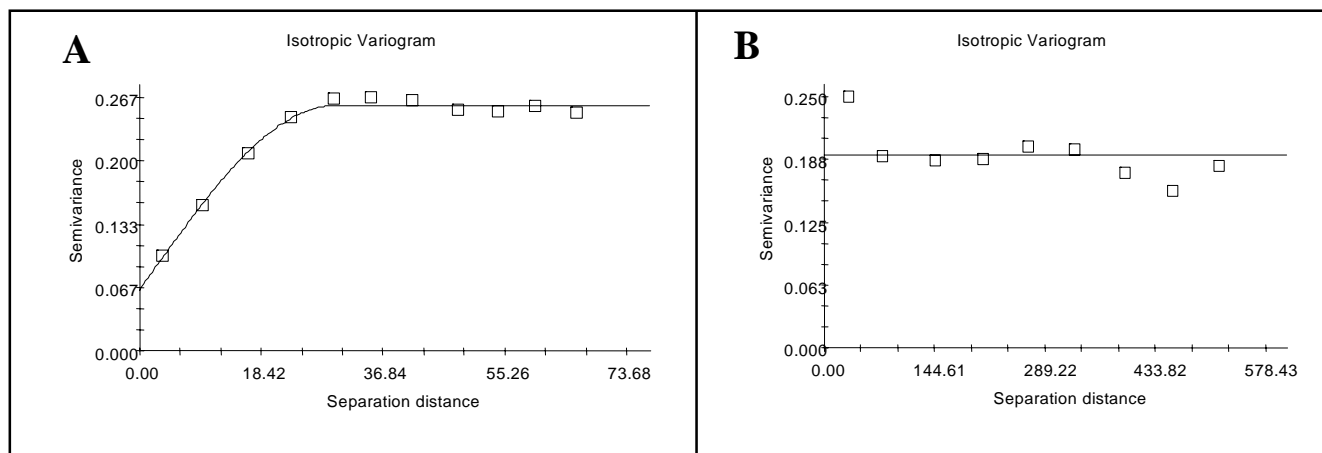 A
Isotropic Variogram
0.267
0.200
0.133
0.067
0.000
Semivariance
0.00 18.42 36.84 55.26 73.68
Separation distance
B
Isotropic Variogram
0.250
0.188
0.125
0.063
0.000
Semivariance
0.00 144.61 289.22 433.82 578.43
Separation distance